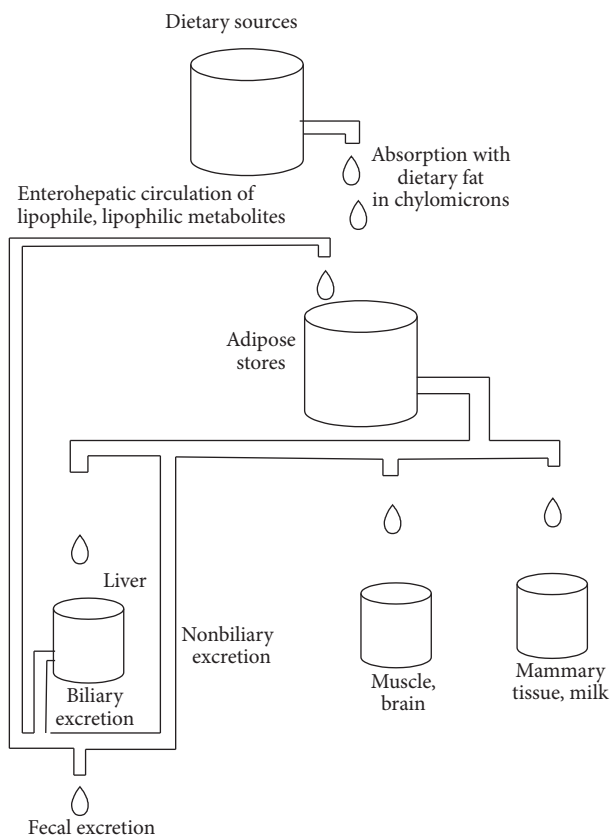 Dietary sources
Absorption with
dietary fat
in chylomicrons
Enterohepatic circulation of
lipophile, lipophilic metabolites
Adipose
stores
Liver
Nonbiliary
excretion
Biliary
excretion
Muscle,
brain
Mammary
tissue, milk
Fecal excretion